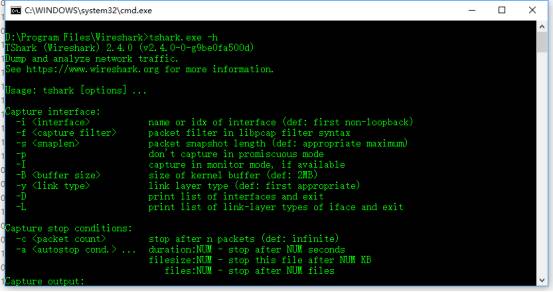 C:\WINDOWS\system32\cmd.exe
D:\Program Files\Wireshark>tshark.exe -h
TShark (Wireshark) 2.4.0 (v2.4.0-0-g9be0fa500d)
Dump and analyze network traffic.
See https://www.wireshark.org for more information.
Usage: tshark [options] ...
Capture interface:
-i <interface> name or idx of interface (def: first non-loopback)
-f <capture filter> packet filter in libpcap filter syntax
-s <snaplen> packet snapshot length (def: appropriate maximum)
-p don't capture in promiscuous mode
-I capture in monitor mode, if available
-B <buffer size> size of kernel buffer (def: 2MB)
-y <link type> link layer type (def: first appropriate)
-D print list of interfaces and exit
-L print list of link-layer types of iface and exit
Capture stop conditions:
-c <packet count> stop after n packets (def: infinite)
-a <autostop cond.> ... duration:NUM - stop after NUM seconds
filesize:NUM - stop this file after NUM KB
files:NUM - stop after NUM files
Capture output: